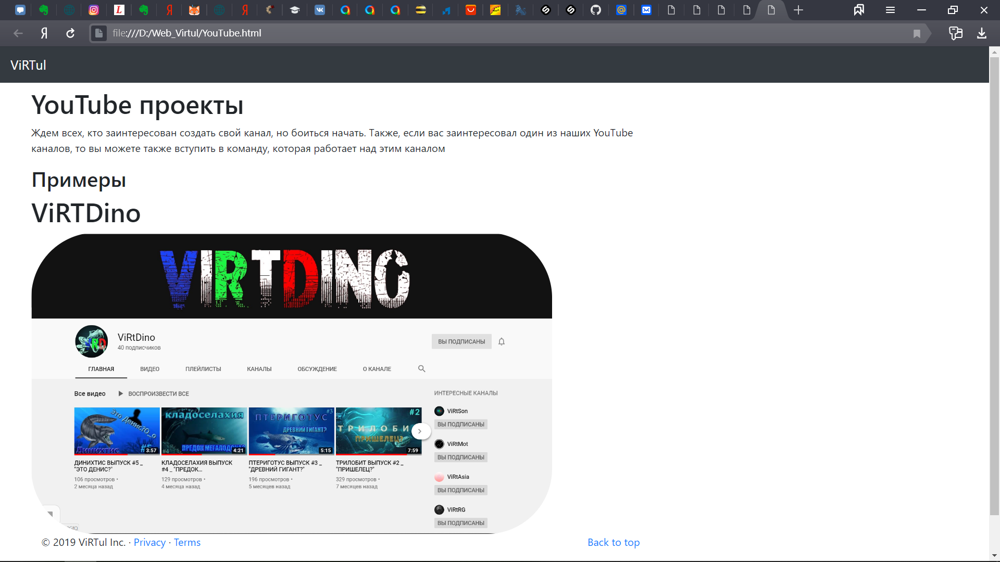 file:///D:/Web_Virtul/YouTube.html
ViRTul
YouTube проекты
Ждем всех, кто заинтересован создать свой канал, но боиться начать. Также, если вас заинтересовал один из наших YouTube
каналов, то вы можете также вступить в команду, которая работает над этим каналом
Примеры
ViRTDino
VIRTDINO
ViRtDino
40 подписчиков
ВЫ ПОДПИСАНЫ
ГЛАВНАЯ ВИДЕО ПЛЕЙЛИСТЫ КАНАЛЫ ОБСУЖДЕНИЕ О КАНАЛЕ
Все видео ВОСПРОИЗВЕСТИ ВСЕ
Это Денис?О_о
Динихтис #5
3:57
кладоселахия
#4 ПРЕДОК МЕГАЛОДОНА?
4:21
ПТЕРИГОТУС #3
ДРЕВНИЙ ГИГАНТ?
5:15
#2
ТРИЛОБИ
ПРИШЕЛЕЦ?
7:59
ДИНИХТИС ВЫПУСК #5 _
"ЭТО ДЕНИС?"
106 просмотров •
2 месяца назад
КЛАДОСЕЛАХИЯ ВЫПУСК
#4 _ "ПРЕДОК...
129 просмотров •
4 месяца назад
ПТЕРИГОТУС ВЫПУСК #3 _
"ДРЕВНИЙ ГИГАНТ?"
196 просмотров •
5 месяцев назад
ТРИЛОБИТ ВЫПУСК #2 _
"ПРИШЕЛЕЦ?"
329 просмотров •
7 месяцев назад
ИНТЕРЕСНЫЕ КАНАЛЫ
ViRtSon
ВЫ ПОДПИСАНЫ
ViRtMot
ВЫ ПОДПИСАНЫ
ViRtAsia
ВЫ ПОДПИСАНЫ
ViRtRG
ВЫ ПОДПИСАНЫ
© 2019 ViRTul Inc. · Privacy · Terms
Back to top